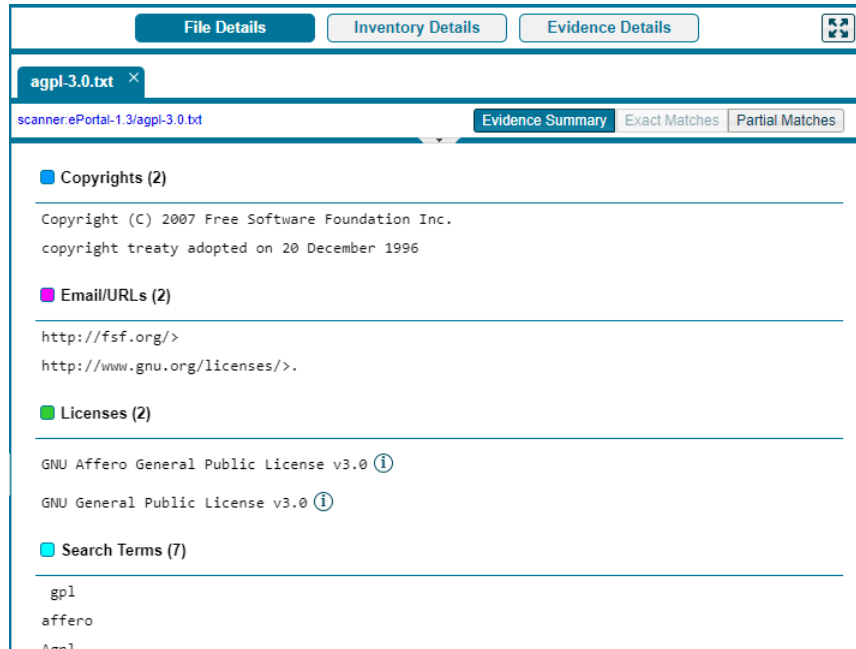 File Details
Inventory Details
Evidence Details
agpl-3.0.txt ×
scanner:ePortal-1.3/agpl-3.0.txt
Evidence Summary
Exact Matches
Partial Matches
Copyrights (2)
Copyright (C) 2007 Free Software Foundation Inc.
copyright treaty adopted on 20 December 1996
Email/URLs (2)
http://fsf.org/>
http://www.gnu.org/licenses/>.
Licenses (2)
GNU Affero General Public License v3.0
GNU General Public License v3.0
Search Terms (7)
gpl
affero
Agpl